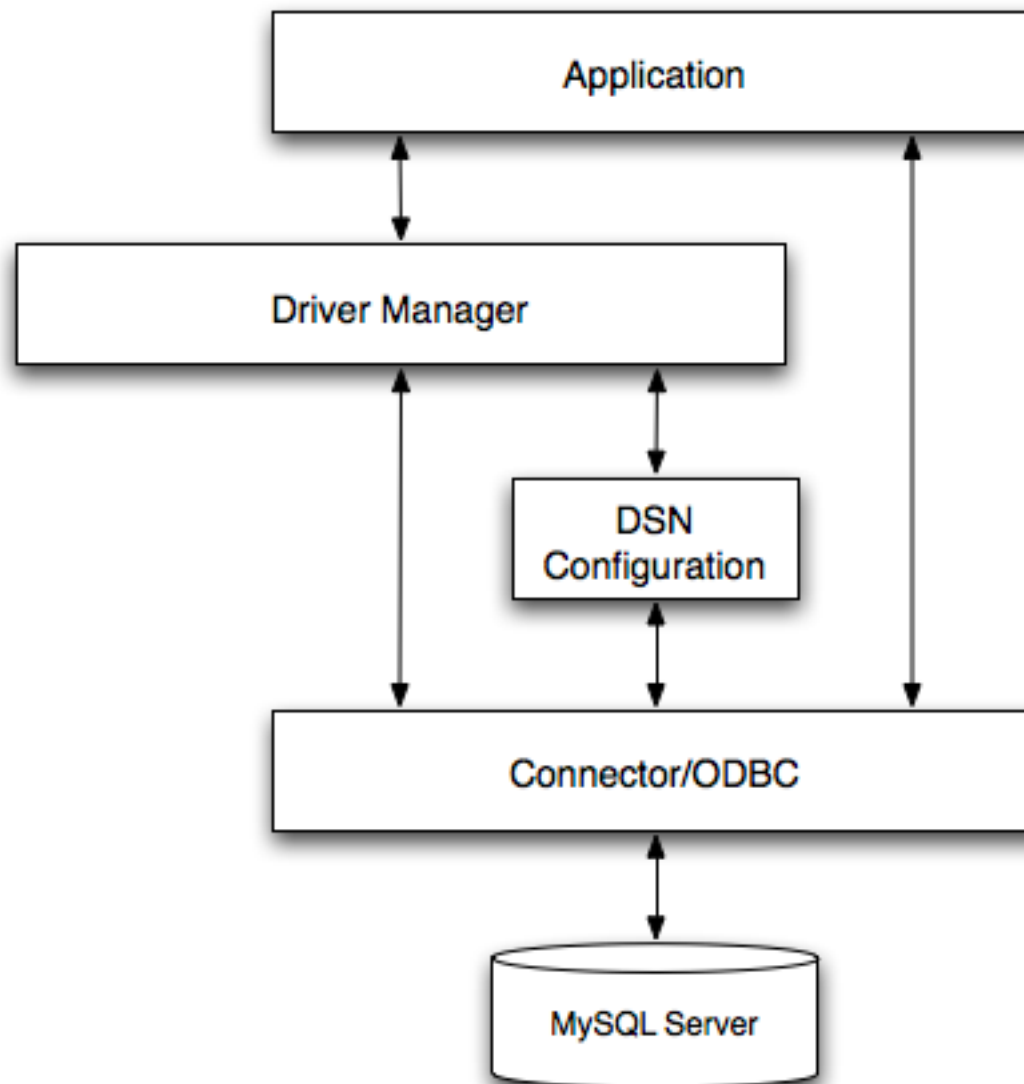 Application
Driver Manager
DSN
Configuration
Connector/ODBC
MySQL Server